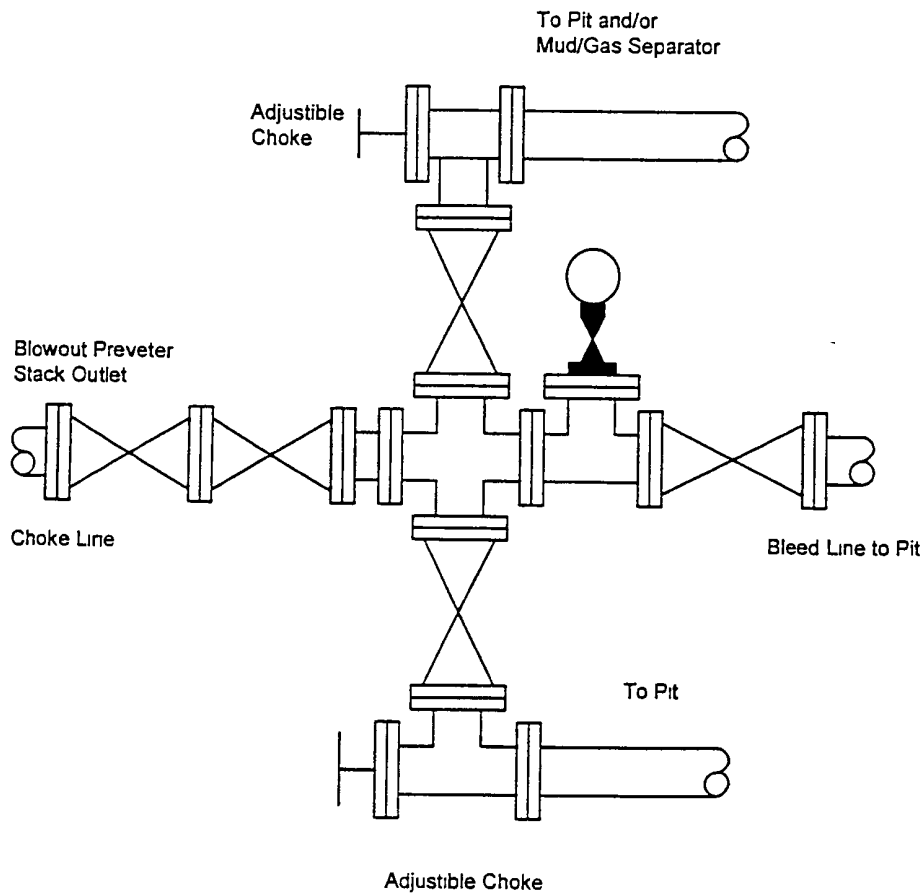 To Pit and/or
Mud/Gas Separator
Adjustible
Choke
Blowout Preveter
Stack Outlet
Choke Line
Bleed Line to Pit
To Pit
Adjustible Choke